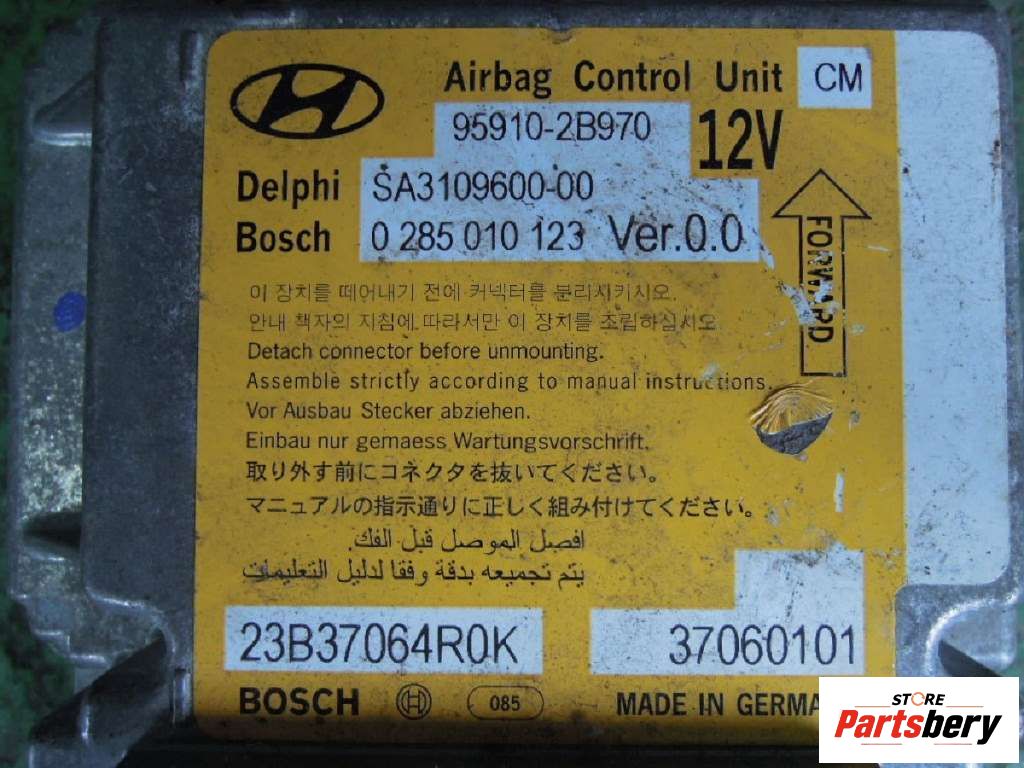 Airbag Control Unit CM
95910-2B970 12V
Delphi SA3109600-00
Bosch 0 285 010 123 Ver.0.0
FORWARD
이 장치를 떼어내기 전에 커넥터를 분리시키시오.
안내 책자의 지침에 따라서만 이 장치를 조립하십시오.
Detach connector before unmounting.
Assemble strictly according to manual instructions.
Vor Ausbau Stecker abziehen.
Einbau nur gemaess Wartungsvorschrift.
取り外す前にコネクタを抜いてください。
マニュアルの指示通りに正しく組み付けてください。
افصل الموصل قبل الفك.
يتم تجميعه بدقة وفقا لدليل التعليمات
23B37064R0K 37060101
BOSCH 085 MADE IN GERMA
STORE
Partsbery